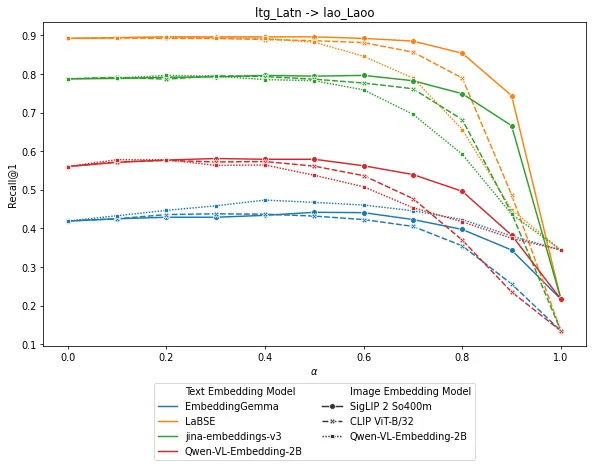 ltg_Latn -> lao_Laoo
Recall@1
0.9
0.8
0.7
0.6
0.5
0.4
0.3
0.2
0.1
0.0 0.2 0.4 0.6 0.8 1.0
α
Text Embedding Model Image Embedding Model
EmbeddingGemma SigLIP 2 So400m
LaBSE CLIP ViT-B/32
jina-embeddings-v3 Qwen-VL-Embedding-2B
Qwen-VL-Embedding-2B